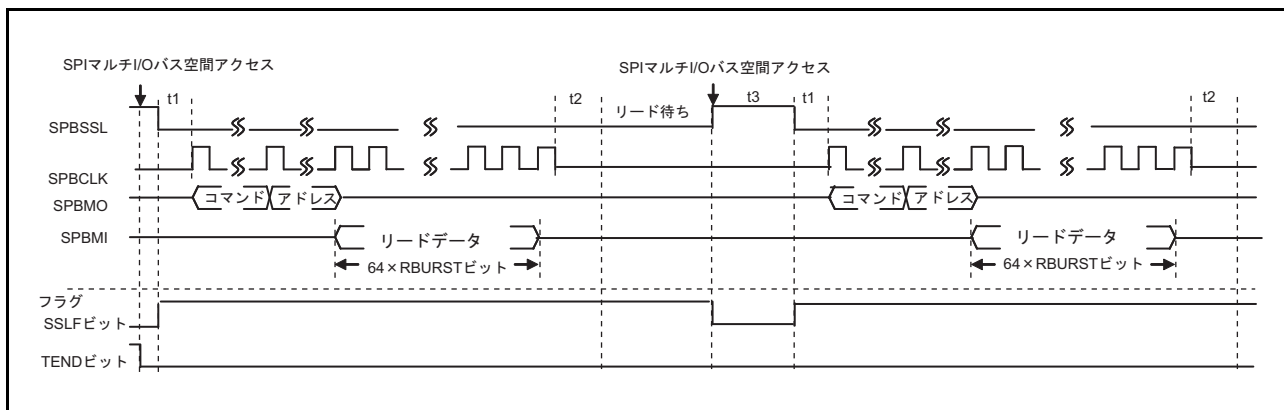 SPIマルチI/Oバス空間アクセス
SPIマルチI/Oバス空間アクセス
t1
t2
リード待ち
t3
t1
t2
SPBSSL
SPBCLK
コマンド
アドレス
コマンド
アドレス
SPBMO
SPBMI
リードデータ
リードデータ
64×RBURSTビット
64×RBURSTビット
フラグ
SSLFビット
TENDビット